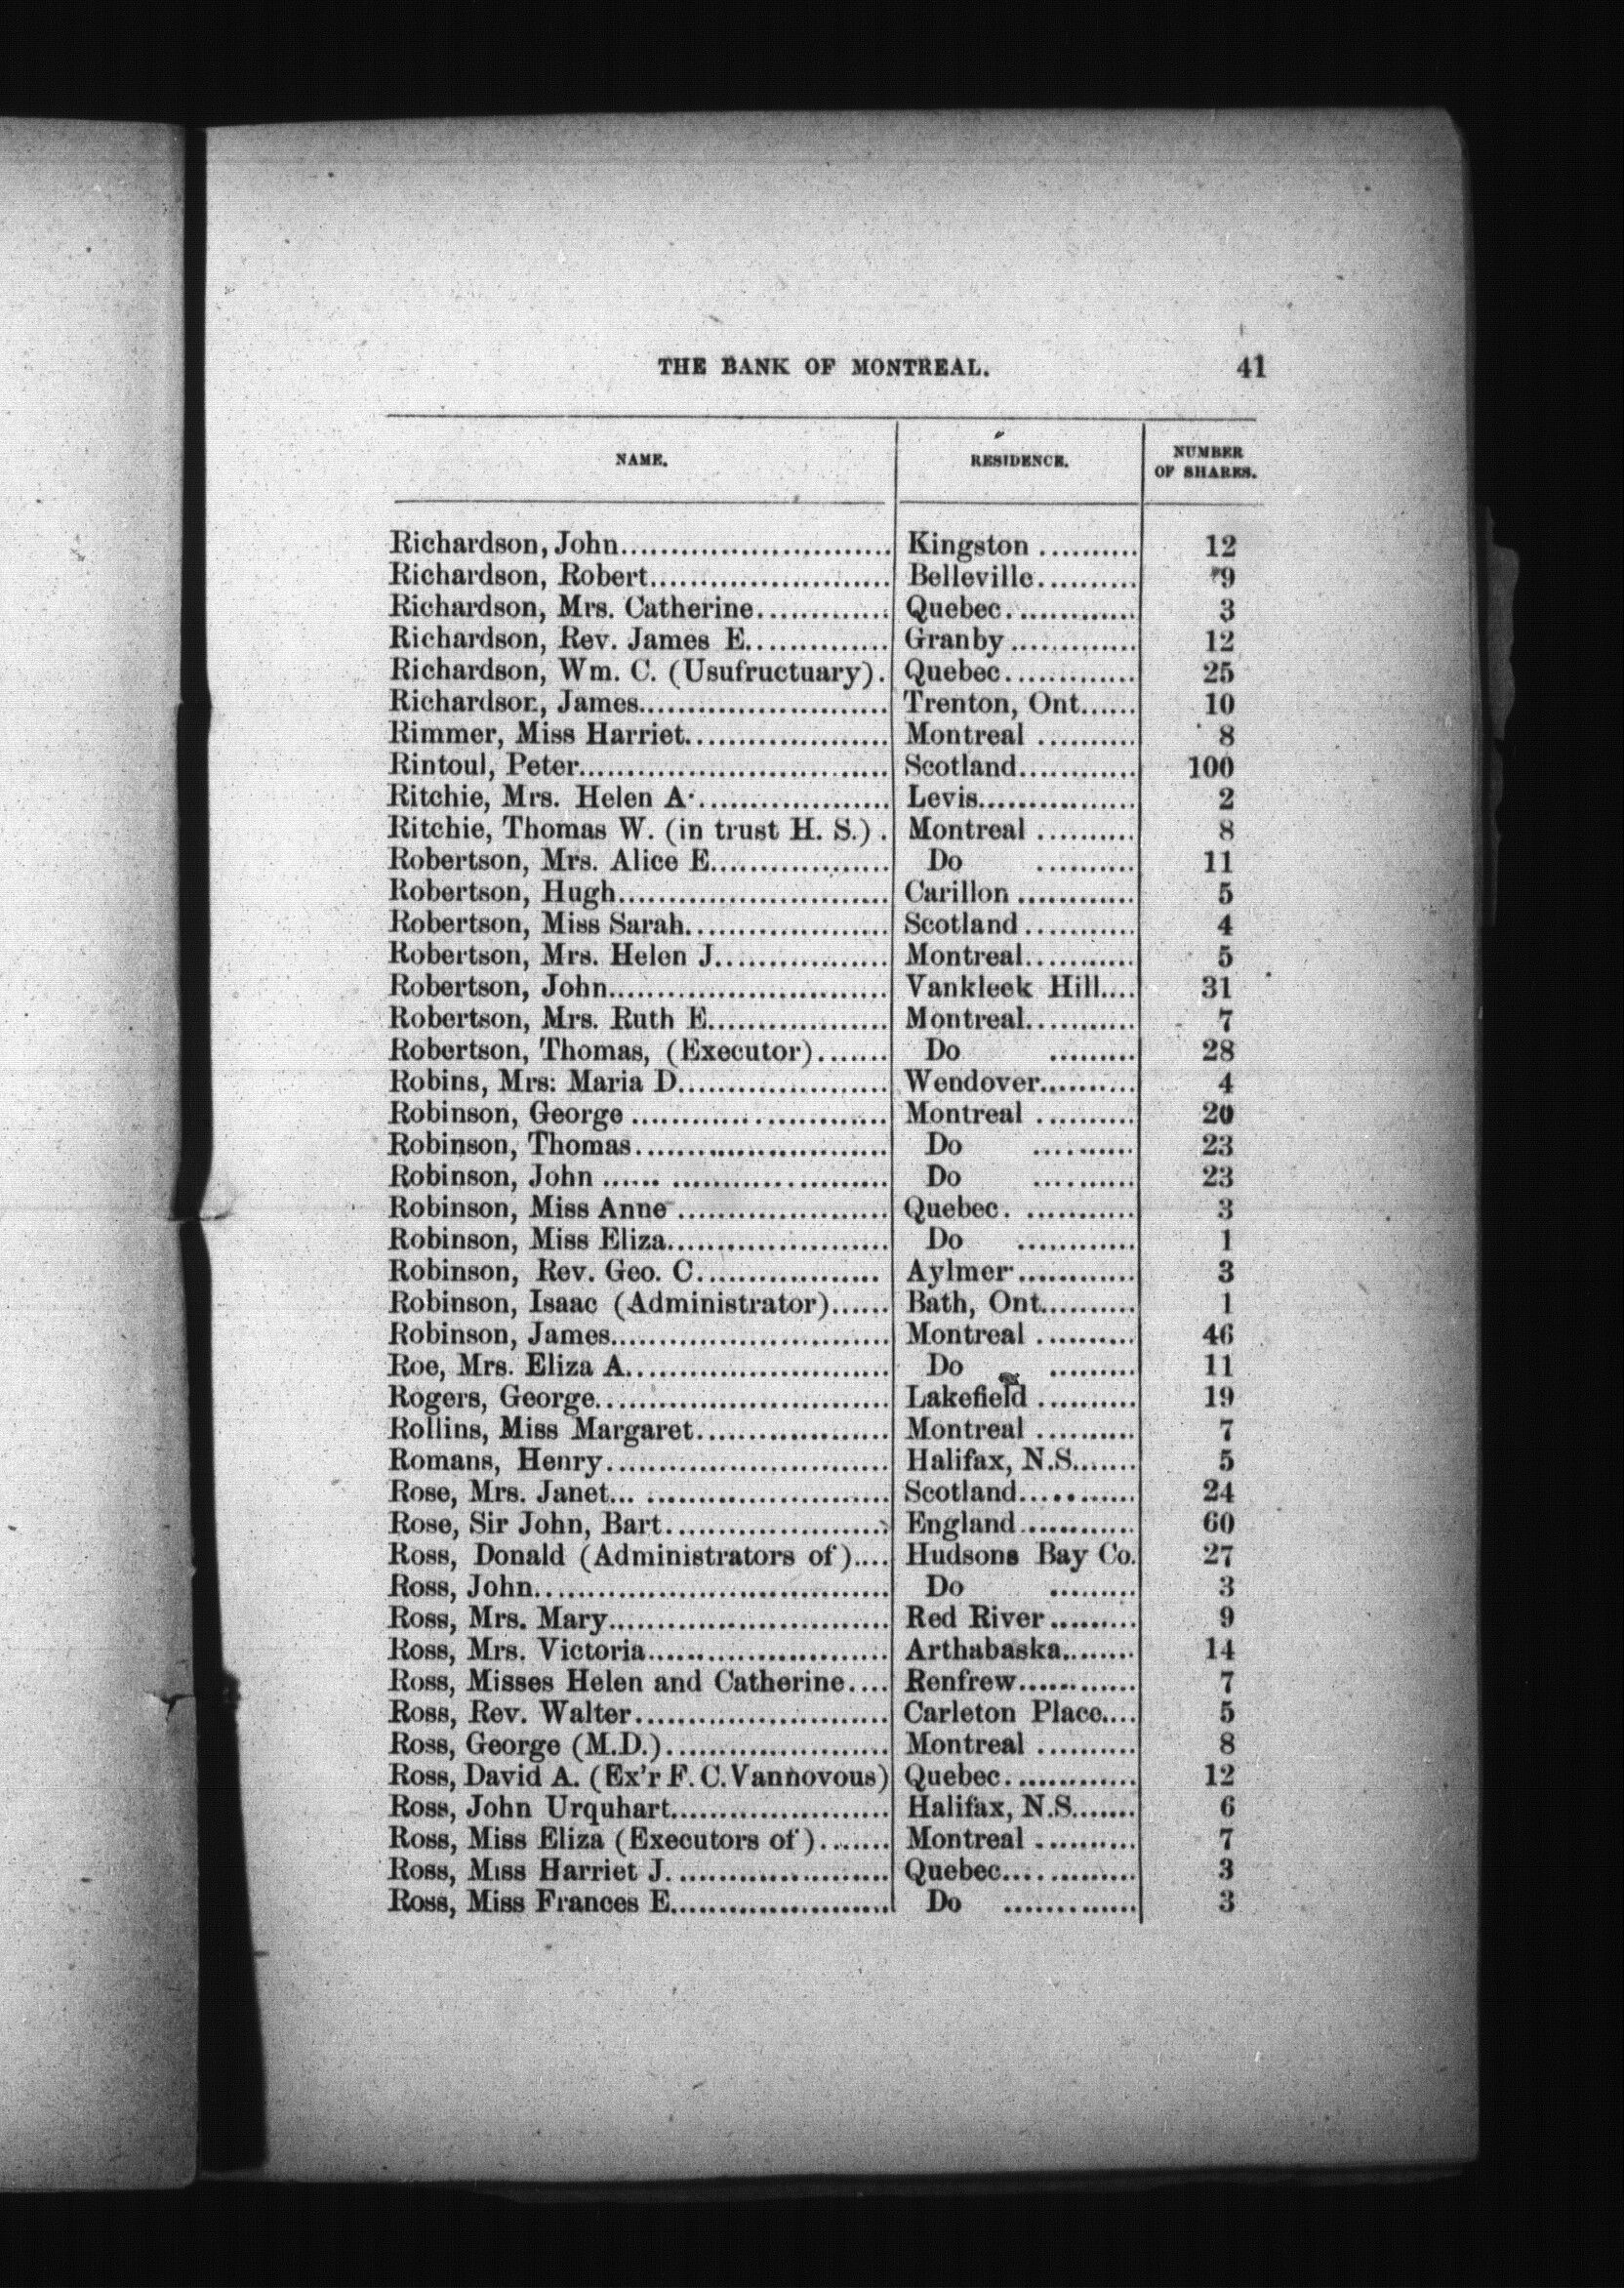 THE BANK OF MONTREAL. 41
NAME. RESIDENCE. NUMBER OF SHARES.
Richardson, John........................... Kingston .......... 12
Richardson, Robert........................ Belleville.......... 9
Richardson, Mrs. Catherine............. Quebec............. 3
Richardson, Rev. James E.............. Granby............. 12
Richardson, Wm. C. (Usufructuary). Quebec............. 25
Richardson, James......................... Trenton, Ont...... 10
Rimmer, Miss Harriet.................... Montreal .......... 8
Rintoul, Peter............................... Scotland............ 100
Ritchie, Mrs. Helen A.................... Levis................ 2
Ritchie, Thomas W. (in trust H. S.). Montreal .......... 8
Robertson, Mrs. Alice E.................. Do .......... 11
Robertson, Hugh........................... Carillon ............ 5
Robertson, Miss Sarah.................... Scotland ........... 4
Robertson, Mrs. Helen J................. Montreal........... 5
Robertson, John............................ Vankleek Hill.... 31
Robertson, Mrs. Ruth E.................. Montreal........... 7
Robertson, Thomas, (Executor)....... Do ......... 28
Robins, Mrs: Maria D..................... Wendover.......... 4
Robinson, George .......................... Montreal .......... 20
Robinson, Thomas......................... Do .......... 23
Robinson, John ...... ...................... Do .......... 23
Robinson, Miss Anne ..................... Quebec. ........... 3
Robinson, Miss Eliza...................... Do ............ 1
Robinson, Rev. Geo. C.................. Aylmer............ 3
Robinson, Isaac (Administrator)...... Bath, Ont.......... 1
Robinson, James............................ Montreal .......... 46
Roe, Mrs. Eliza A.......................... Do ......... 11
Rogers, George............................. Lakefield .......... 19
Rollins, Miss Margaret................... Montreal .......... 7
Romans, Henry............................ Halifax, N.S....... 5
Rose, Mrs. Janet... ........................ Scotland............ 24
Rose, Sir John, Bart....................... England............ 60
Ross, Donald (Administrators of).... Hudsons Bay Co. 27
Ross, John................................... Do ......... 3
Ross, Mrs. Mary............................ Red River......... 9
Ross, Mrs. Victoria........................ Arthabaska........ 14
Ross, Misses Helen and Catherine.... Renfrew............ 7
Ross, Rev. Walter.......................... Carleton Place.... 5
Ross, George (M.D.)....................... Montreal .......... 8
Ross, David A. (Ex'r F. C. Vannovous) Quebec............. 12
Ross, John Urquhart...................... Halifax, N.S....... 6
Ross, Miss Eliza (Executors of)....... Montreal .......... 7
Ross, Miss Harriet J. ..................... Quebec............. 3
Ross, Miss Frances E...................... Do ............. 3